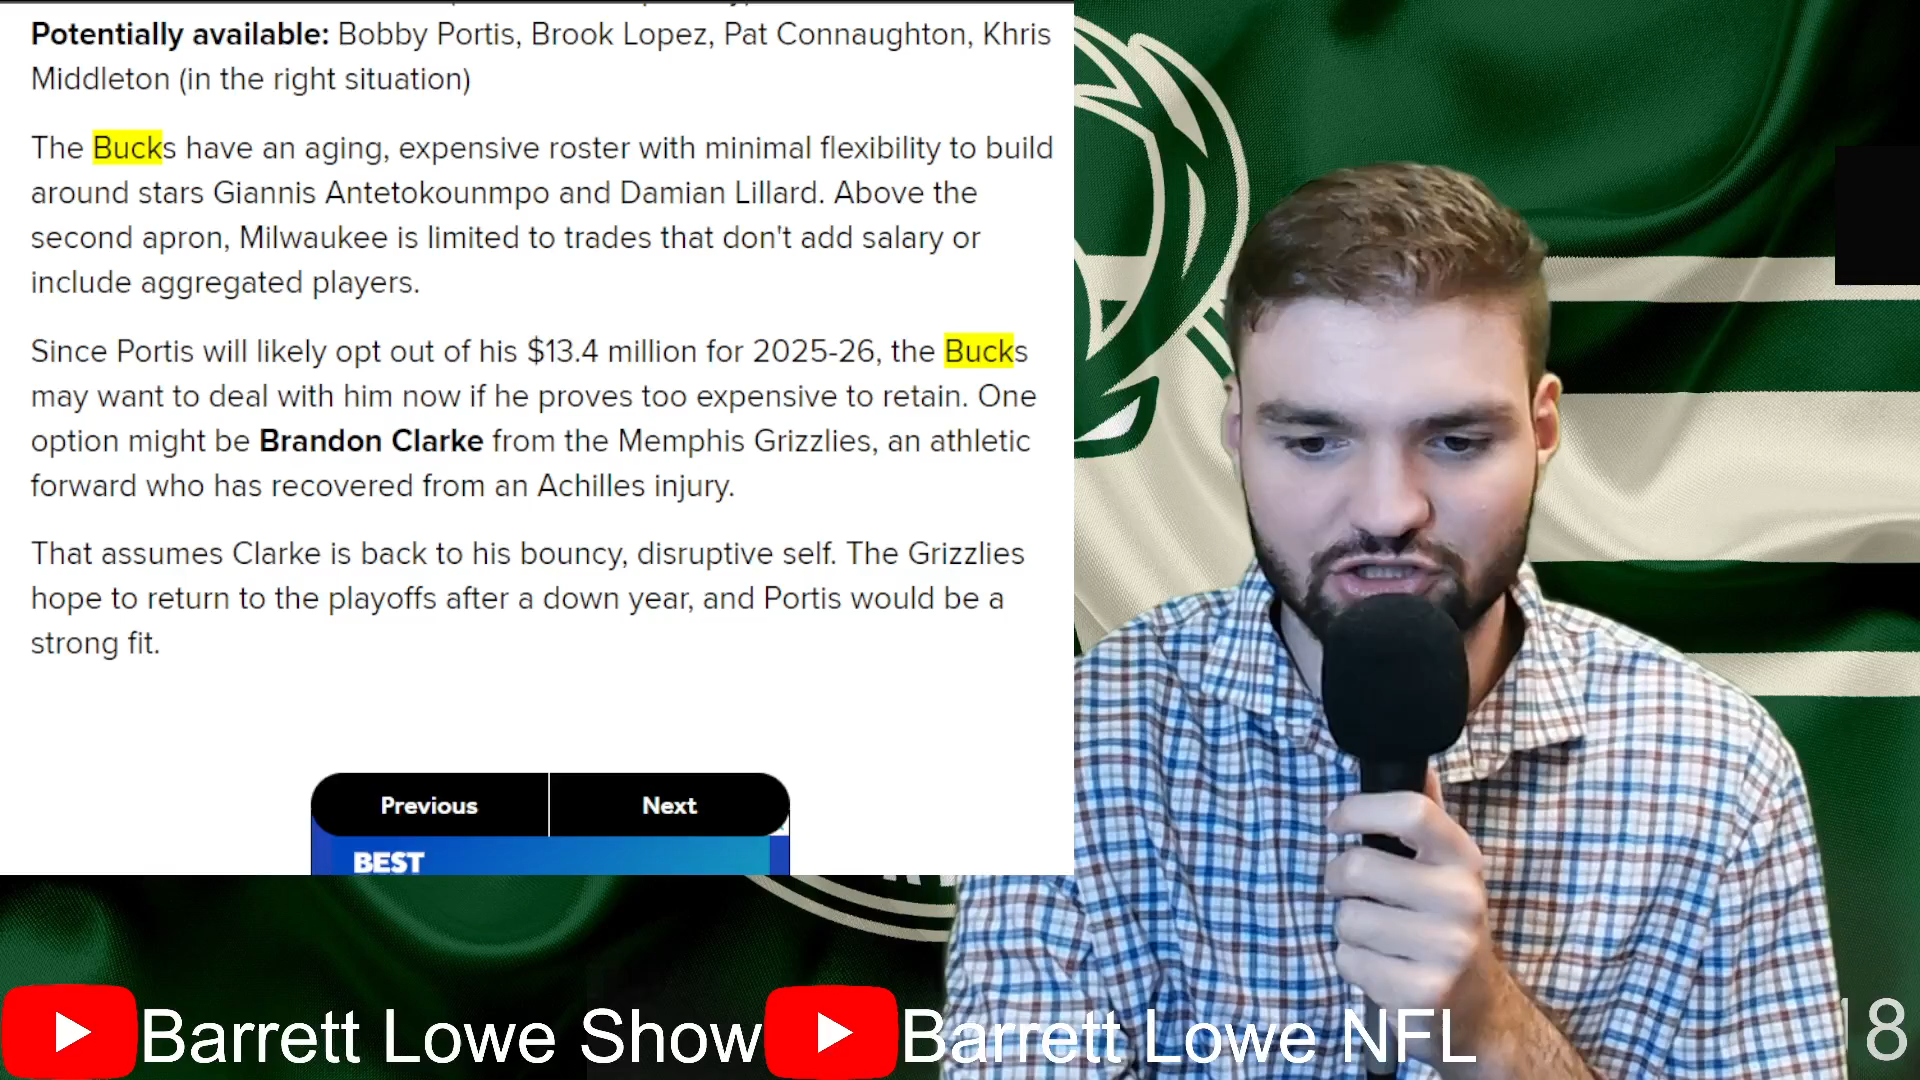 Potentially available: Bobby Portis, Brook Lopez, Pat Connaughton, Khris
Middleton (in the right situation)
The Bucks have an aging, expensive roster with minimal flexibility to build
around stars Giannis Antetokounmpo and Damian Lillard. Above the
second apron, Milwaukee is limited to trades that don't add salary or
include aggregated players.
Since Portis will likely opt out of his $13.4 million for 2025-26, the Bucks
may want to deal with him now if he proves too expensive to retain. One
option might be Brandon Clarke from the Memphis Grizzlies, an athletic
forward who has recovered from an Achilles injury.
That assumes Clarke is back to his bouncy, disruptive self. The Grizzlies
hope to return to the playoffs after a down year, and Portis would be a
strong fit.
Previous
Next
BEST
Barrett Lowe Show
Barrett Lowe NFL
18